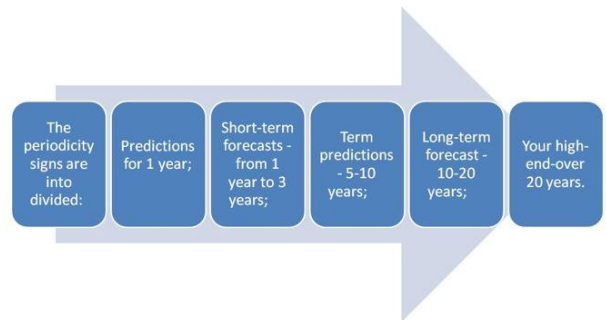 The
periodicity
signs are
into
divided:
Predictions
for 1 year;
Short-term
forecasts -
from 1
year to 3
years;
Term
predictions
- 5-10
years;
Long-term
forecast -
10-20
years;
Your high-
end-over
20 years.